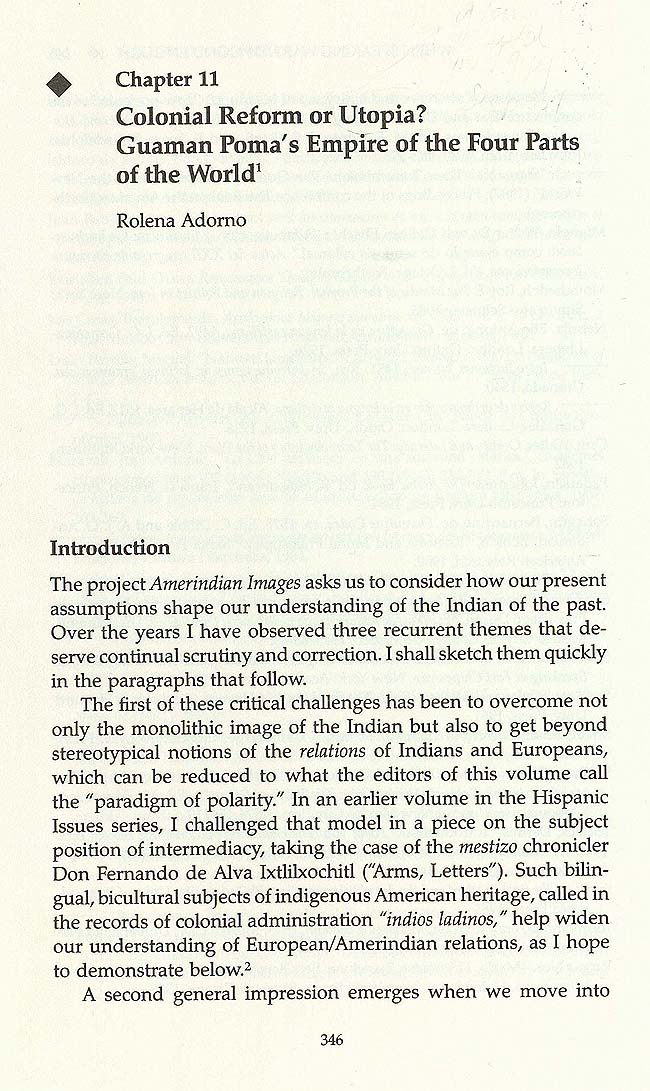 Chapter 11
Colonial Reform or Utopia?
Guaman Poma's Empire of the Four Parts
of the World¹
Rolena Adorno
Introduction
The project Amerindian Images asks us to consider how our present
assumptions shape our understanding of the Indian of the past.
Over the years I have observed three recurrent themes that de-
serve continual scrutiny and correction. I shall sketch them quickly
in the paragraphs that follow.
The first of these critical challenges has been to overcome not
only the monolithic image of the Indian but also to get beyond
stereotypical notions of the relations of Indians and Europeans,
which can be reduced to what the editors of this volume call
the "paradigm of polarity." In an earlier volume in the Hispanic
Issues series, I challenged that model in a piece on the subject
position of intermediacy, taking the case of the mestizo chronicler
Don Fernando de Alva Ixtlilxochitl ("Arms, Letters"). Such bilin-
gual, bicultural subjects of indigenous American heritage, called in
the records of colonial administration "indios ladinos," help widen
our understanding of European/Amerindian relations, as I hope
to demonstrate below.²
A second general impression emerges when we move into
346